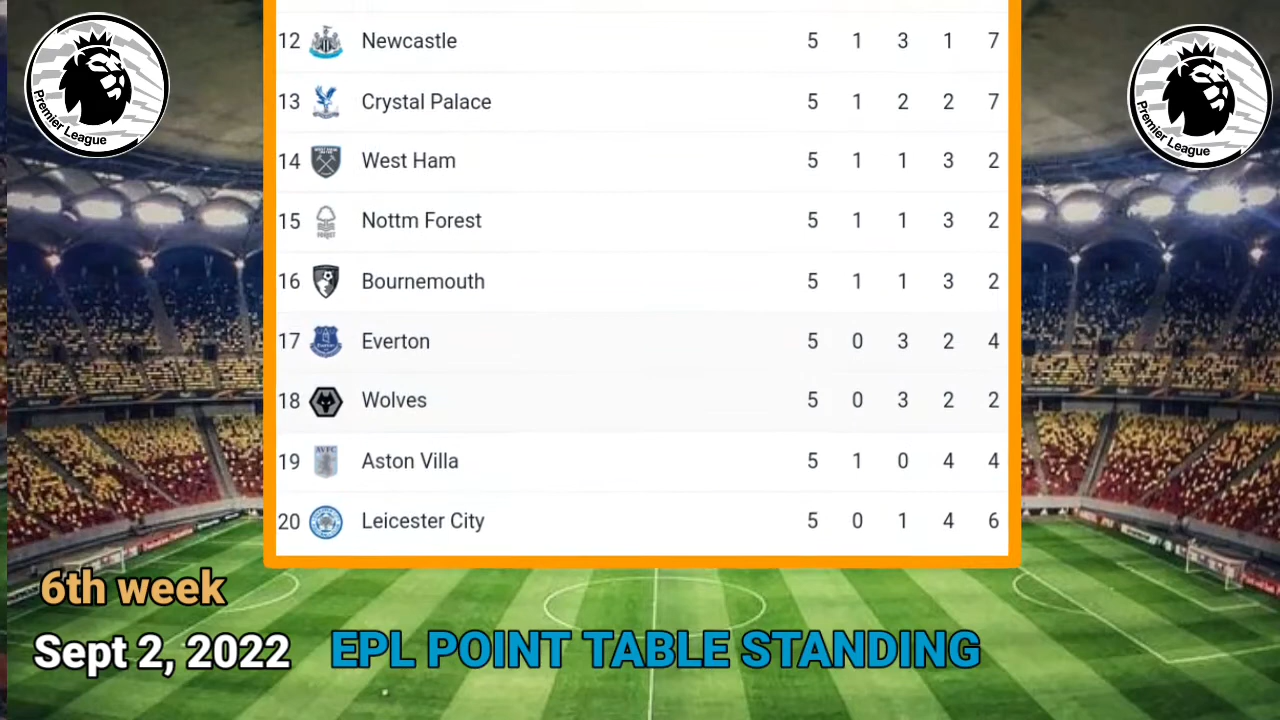 Premier League
Premier League
12 Newcastle 5 1 3 1 7
13 Crystal Palace 5 1 2 2 7
14 West Ham 5 1 1 3 2
15 Nottm Forest 5 1 1 3 2
16 Bournemouth 5 1 1 3 2
17 Everton 5 0 3 2 4
18 Wolves 5 0 3 2 2
19 AVFC Aston Villa 5 1 0 4 4
20 Leicester City 5 0 1 4 6
6th week
Sept 2, 2022 EPL POINT TABLE STANDING